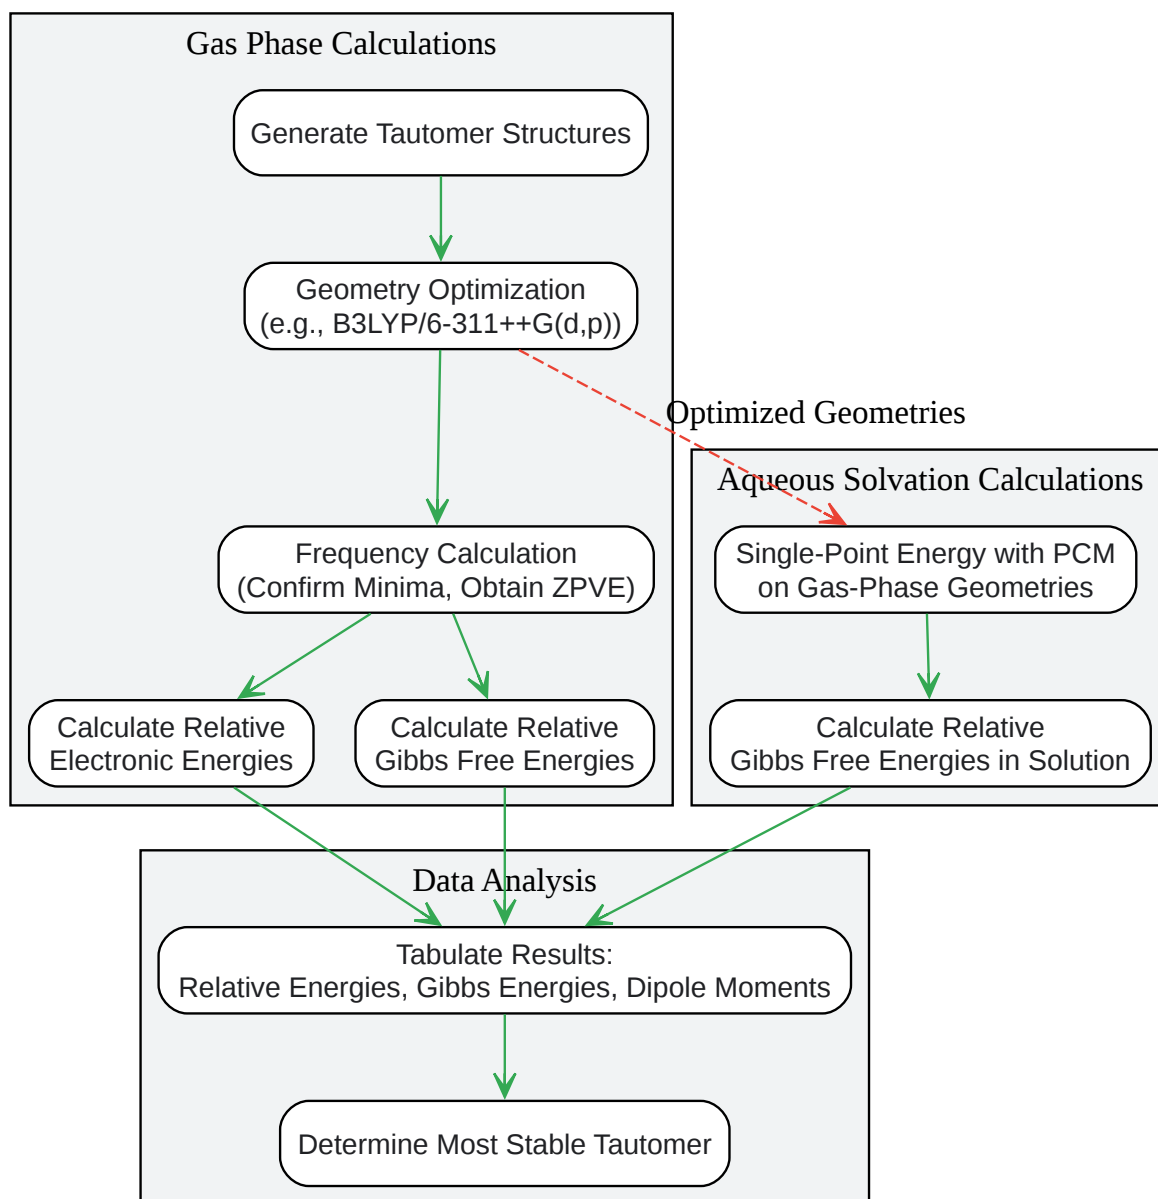 Gas Phase Calculations
Generate Tautomer Structures
Geometry Optimization
(e.g., B3LYP/6-311++G(d,p))
Optimized Geometries
Aqueous Solvation Calculations
Frequency Calculation
(Confirm Minima, Obtain ZPVE)
Single-Point Energy with PCM
on Gas-Phase Geometries
Calculate Relative
Electronic Energies
Calculate Relative
Gibbs Free Energies
Calculate Relative
Gibbs Free Energies in Solution
Data Analysis
Tabulate Results:
Relative Energies, Gibbs Energies, Dipole Moments
Determine Most Stable Tautomer